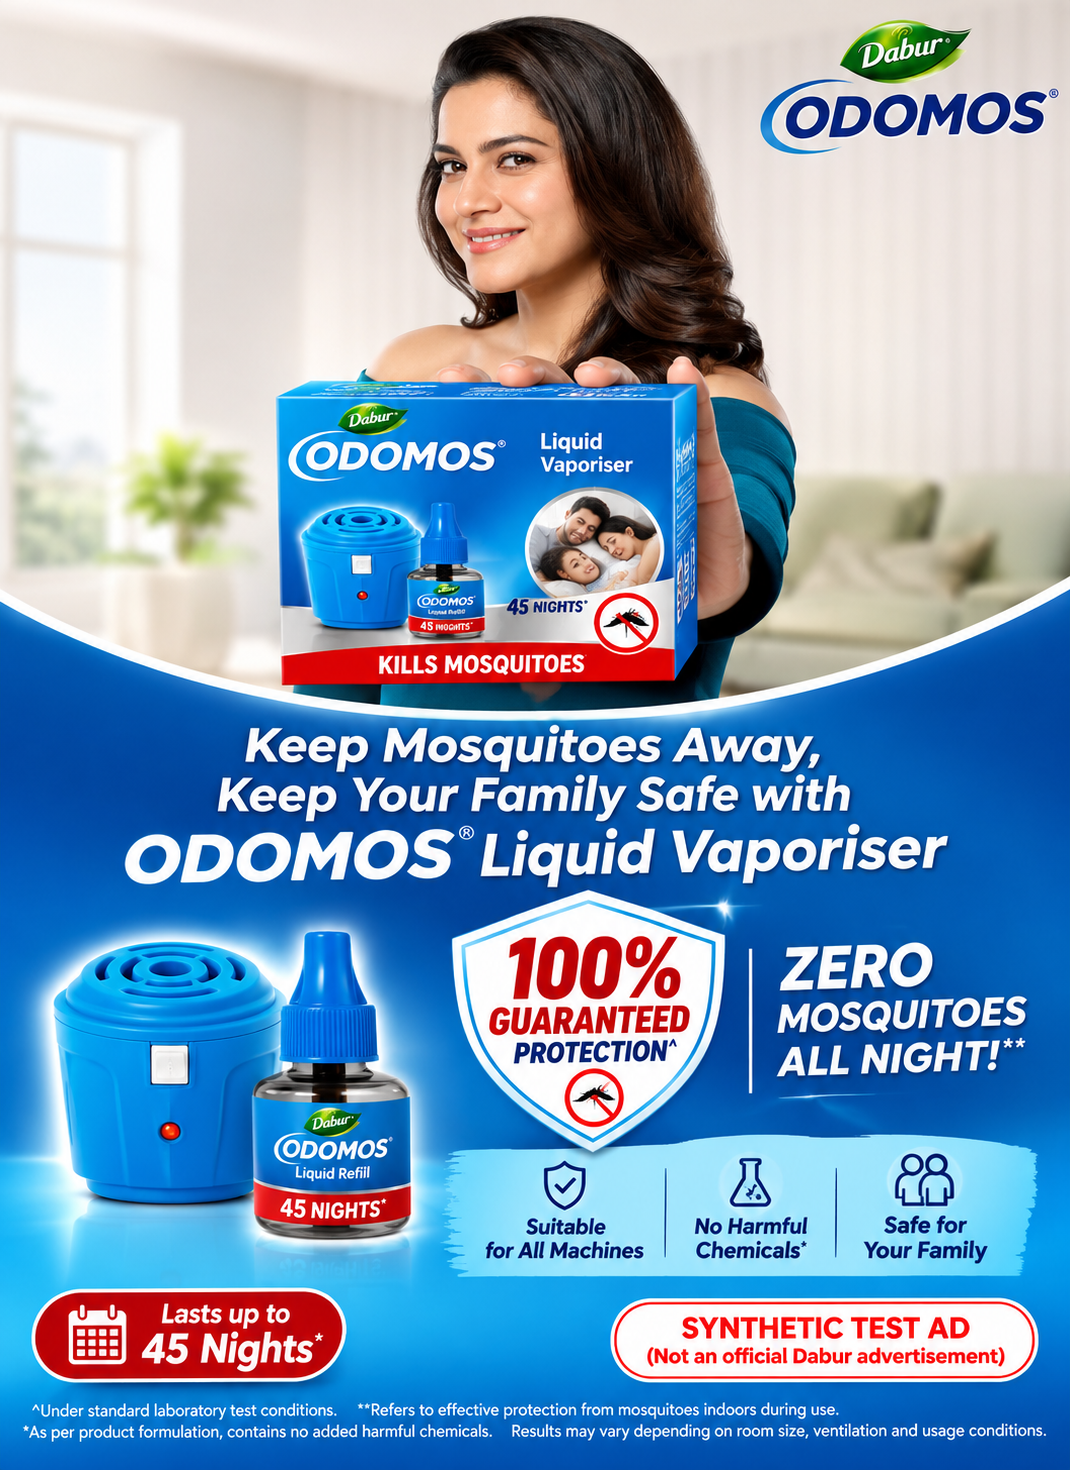 Dabur
ODOMOS®
Dabur
ODOMOS®
Liquid
Vaporiser
ODOMOS
45 NIGHTS*
KILLS MOSQUITOES
Keep Mosquitoes Away,
Keep Your Family Safe with
ODOMOS® Liquid Vaporiser
100%
GUARANTEED
PROTECTION^
ZERO
MOSQUITOES
ALL NIGHT!**
Dabur
ODOMOS®
Liquid Refill
45 NIGHTS*
Suitable
for All Machines
No Harmful
Chemicals*
Safe for
Your Family
Lasts up to
45 Nights*
SYNTHETIC TEST AD
(Not an official Dabur advertisement)
^Under standard laboratory test conditions. **Refers to effective protection from mosquitoes indoors during use.
*As per product formulation, contains no added harmful chemicals. Results may vary depending on room size, ventilation and usage conditions.